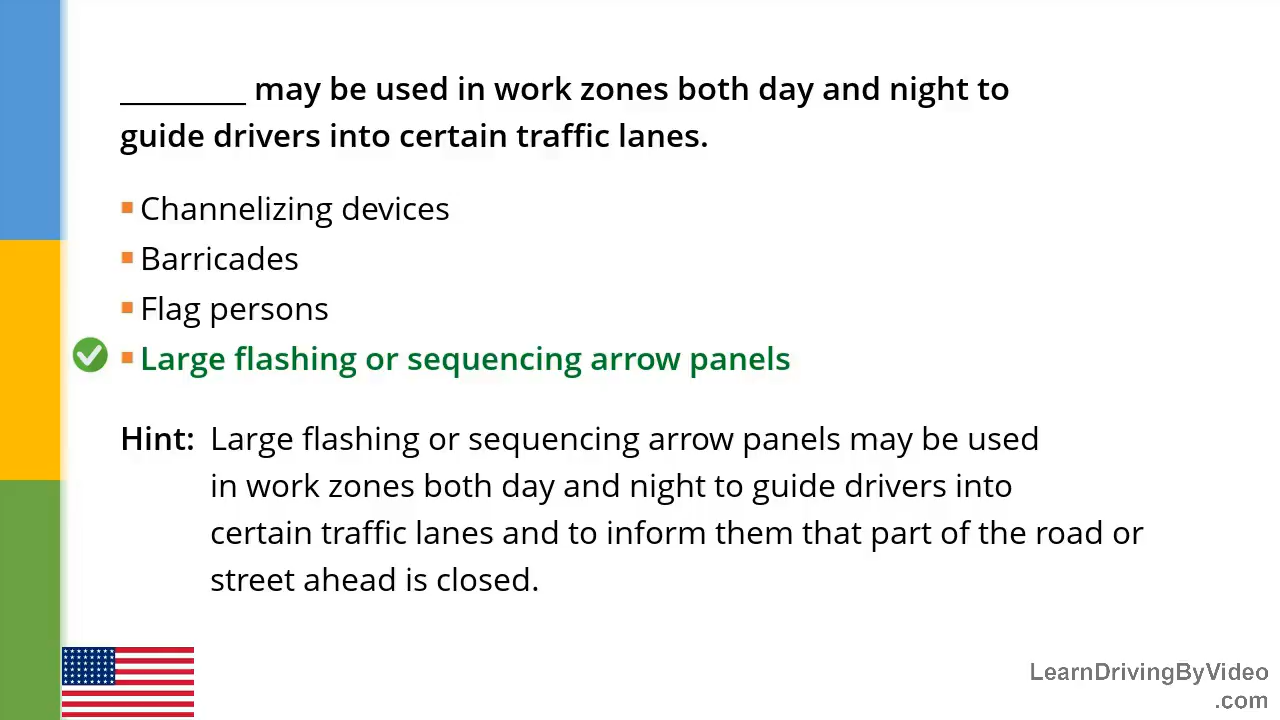 _________ may be used in work zones both day and night to
guide drivers into certain traffic lanes.
Channelizing devices
Barricades
Flag persons
Large flashing or sequencing arrow panels
Hint: Large flashing or sequencing arrow panels may be used
in work zones both day and night to guide drivers into
certain traffic lanes and to inform them that part of the road or
street ahead is closed.
LearnDrivingByVideo
.com